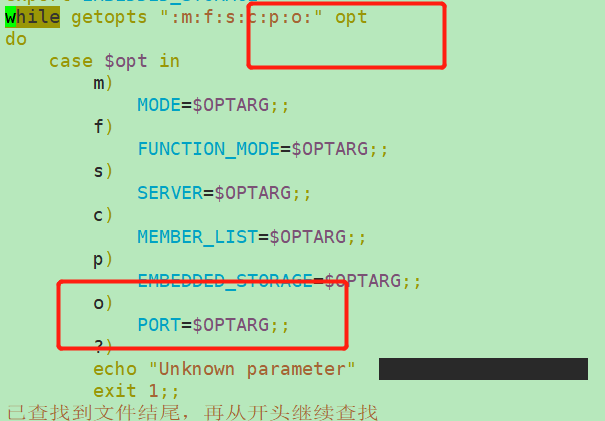 while getopts ":m:f:s:c:p:o:" opt
do
    case $opt in
        m)
            MODE=$OPTARG;;
        f)
            FUNCTION_MODE=$OPTARG;;
        s)
            SERVER=$OPTARG;;
        c)
            MEMBER_LIST=$OPTARG;;
        p)
            EMBEDDED_STORAGE=$OPTARG;;
        o)
            PORT=$OPTARG;;
        ?)
        echo "Unknown parameter"
        exit 1;;
已查找到文件结尾，再从开头继续查找